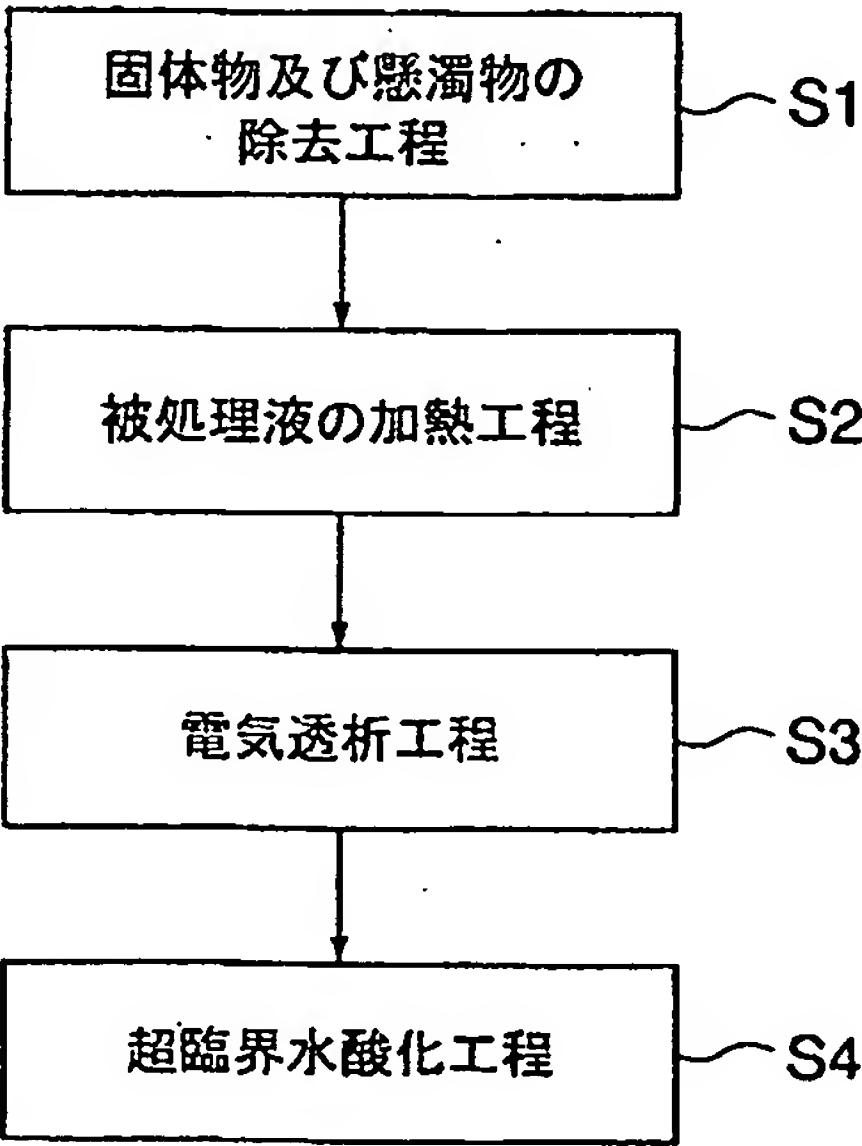 固体物及び懸濁物の
除去工程
S1
被処理液の加熱工程
S2
電気透析工程
S3
超臨界水酸化工程
S4